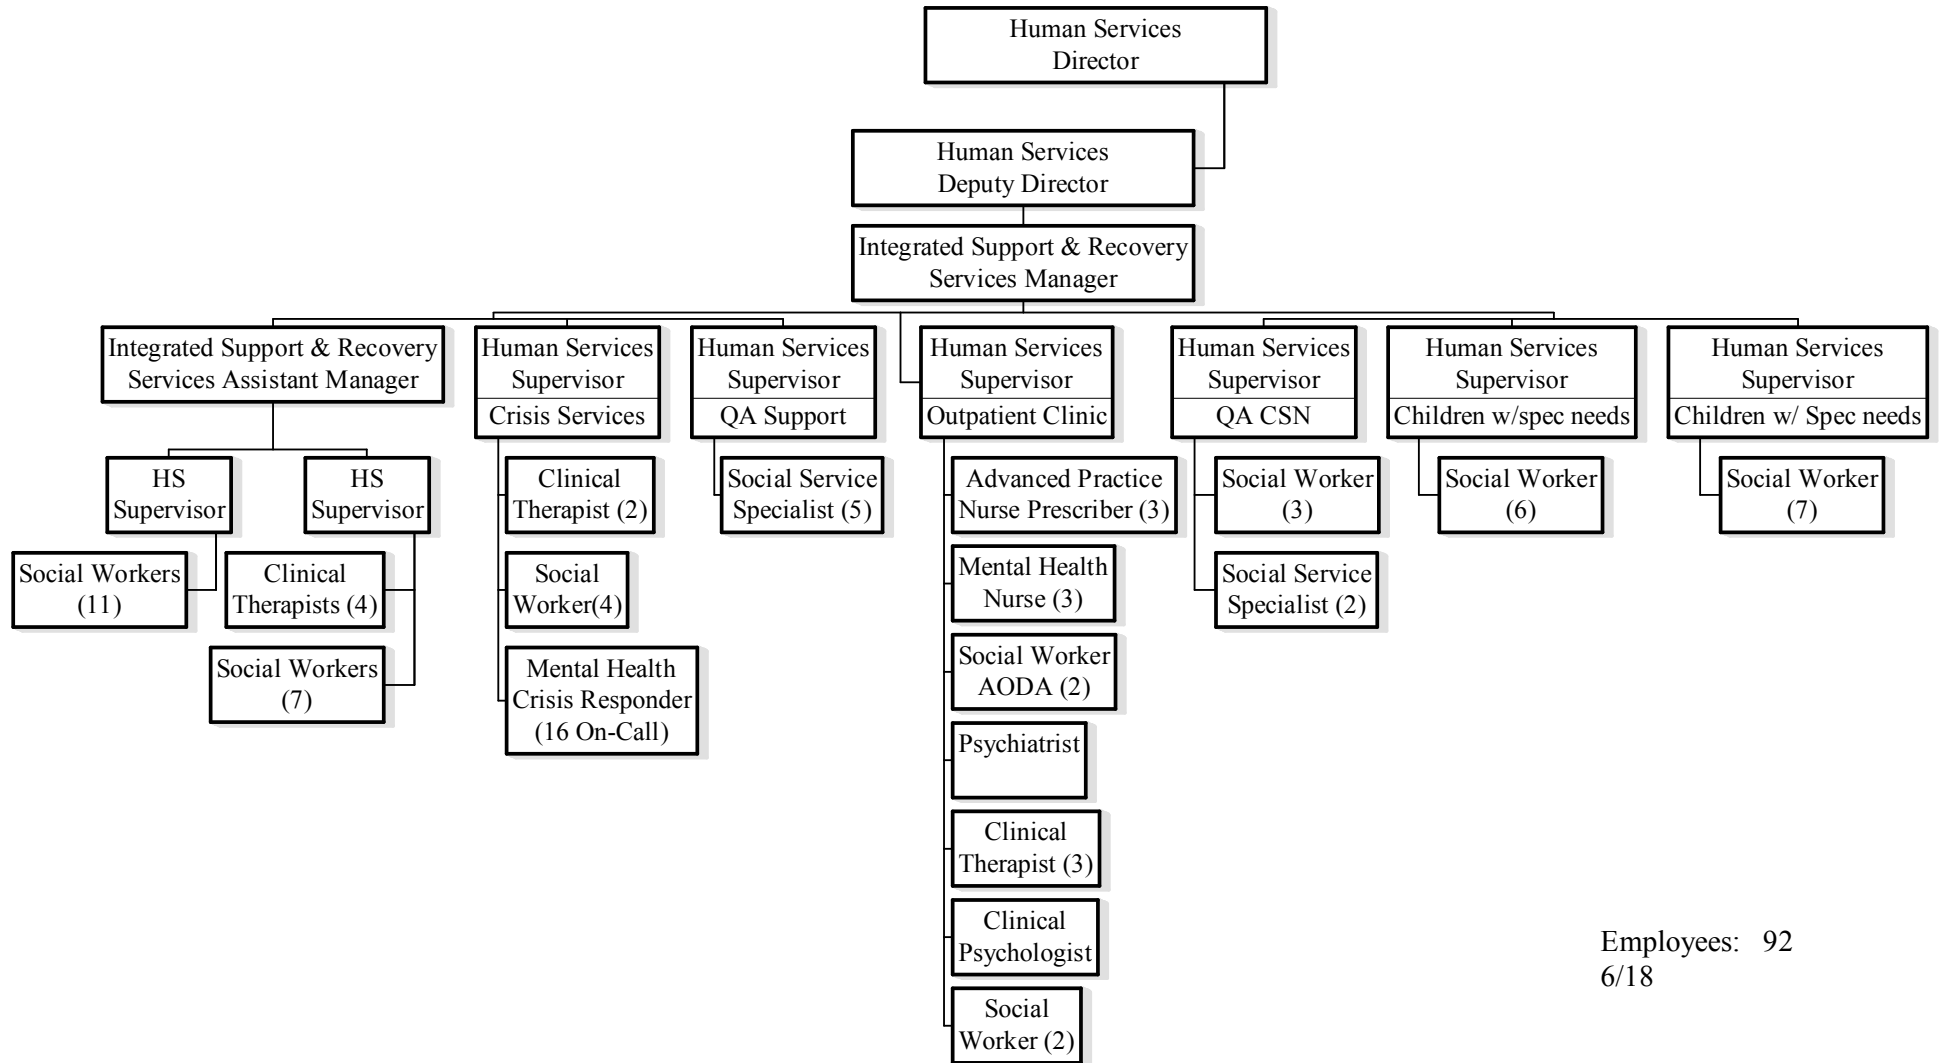 Human Services
Director
Human Services
Deputy Director
Integrated Support & Recovery
Services Manager
Integrated Support & Recovery
Services Assistant Manager
Human Services
Supervisor
Crisis Services
Human Services
Supervisor
QA Support
Human Services
Supervisor
Outpatient Clinic
Human Services
Supervisor
QA CSN
Human Services
Supervisor
Children w/spec needs
Human Services
Supervisor
Children w/ Spec needs
HS
Supervisor
HS
Supervisor
Social Workers
(11)
Clinical
Therapists (4)
Social Workers
(7)
Clinical
Therapist (2)
Social
Worker(4)
Mental Health
Crisis Responder
(16 On-Call)
Social Service
Specialist (5)
Advanced Practice
Nurse Prescriber (3)
Mental Health
Nurse (3)
Social Worker
AODA (2)
Psychiatrist
Clinical
Therapist (3)
Clinical
Psychologist
Social
Worker (2)
Social Worker
(3)
Social Service
Specialist (2)
Social Worker
(6)
Social Worker
(7)
Employees: 92
6/18